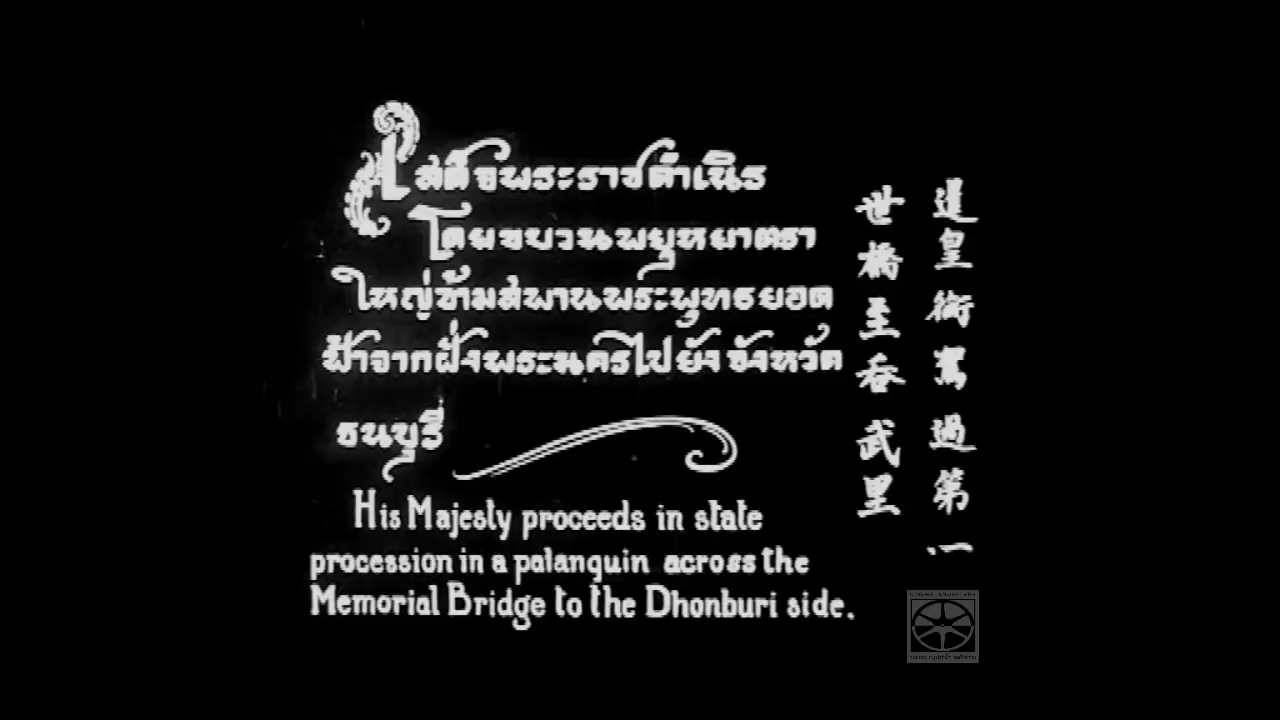 เสด็จพระราชดำเนิร
โดยขบวนพยุหยาตรา
ใหญ่ข้ามสพานพระพุทธยอด
ฟ้าจากฝั่งพระนครไปยังจังหวัด
ธนบุรี
His Majesty proceeds in state
procession in a palanquin across the
Memorial Bridge to the Dhonburi side.
暹皇御駕過第一
世橋至吞武里